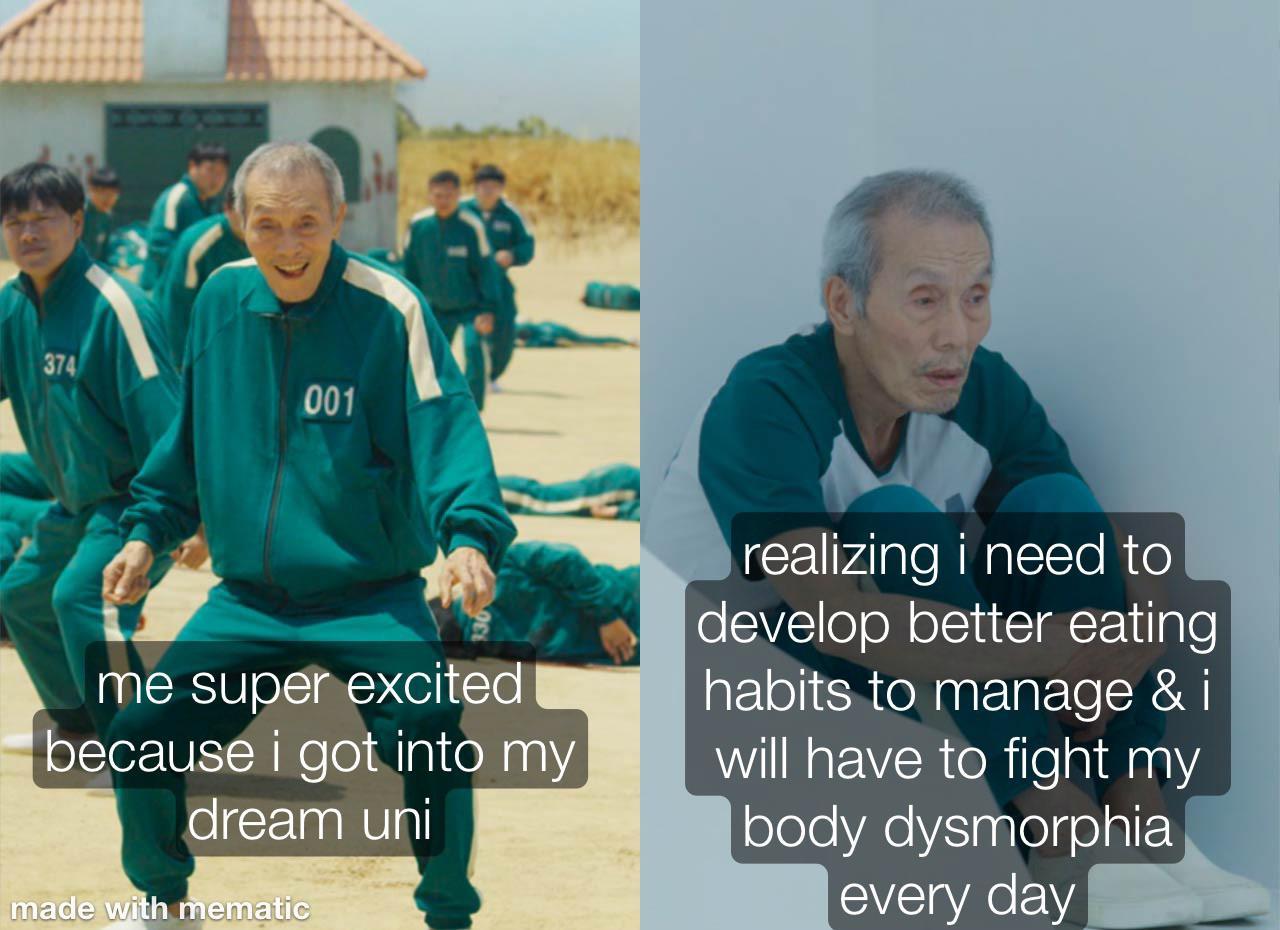 374
001
330
me super excited
because i got into my
dream uni
made with mematic
realizing i need to
develop better eating
habits to manage & i
will have to fight my
body dysmorphia
every day